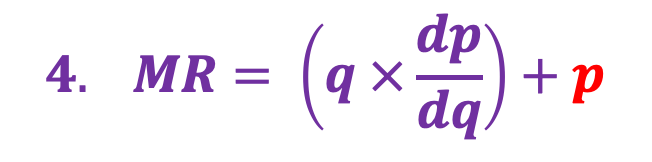 4. MR = (q × dp/dq) + p